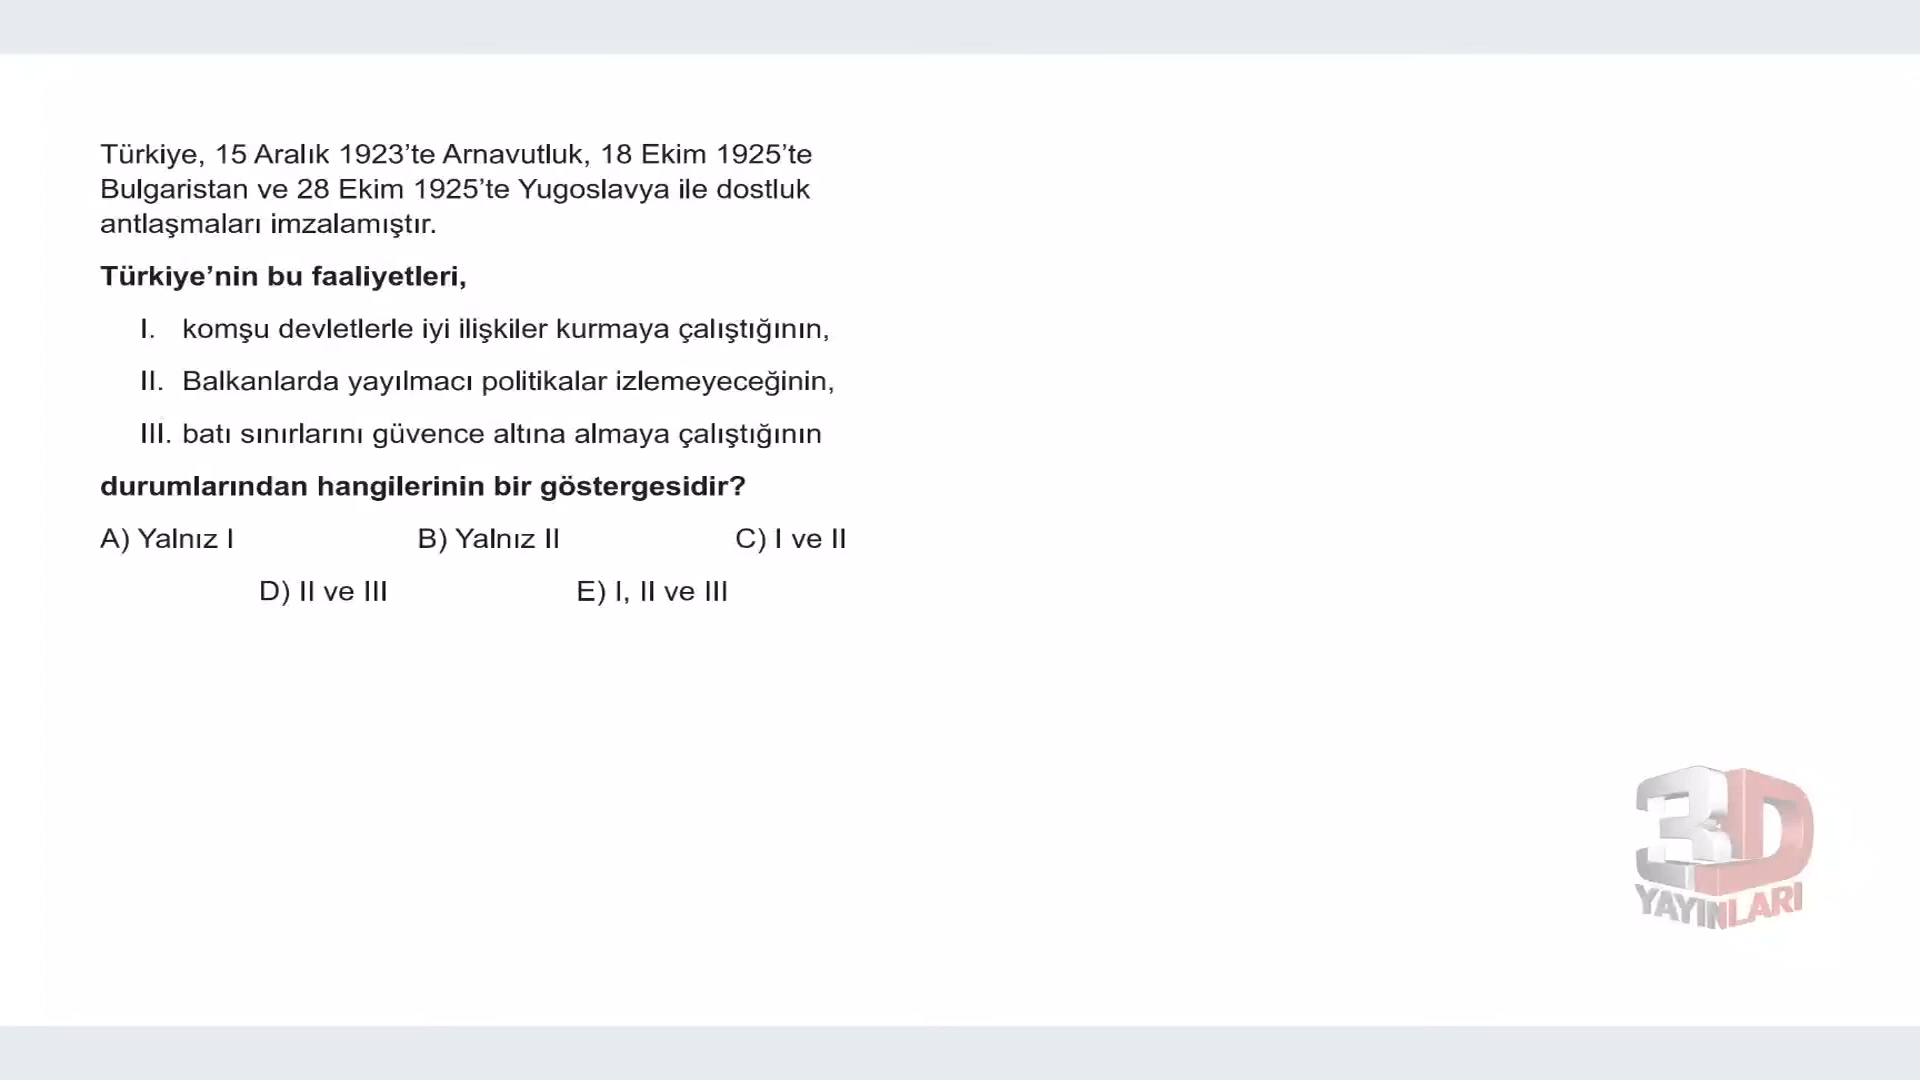 Türkiye, 15 Aralık 1923’te Arnavutluk, 18 Ekim 1925’te
Bulgaristan ve 28 Ekim 1925’te Yugoslavya ile dostluk
antlaşmaları imzalamıştır.
Türkiye’nin bu faaliyetleri,
I. komşu devletlerle iyi ilişkiler kurmaya çalıştığının,
II. Balkanlarda yayılmacı politikalar izlemeyeceğinin,
III. batı sınırlarını güvence altına almaya çalıştığının
durumlarından hangilerinin bir göstergesidir?
A) Yalnız I B) Yalnız II C) I ve II
D) II ve III E) I, II ve III
3D
YAYINLARI